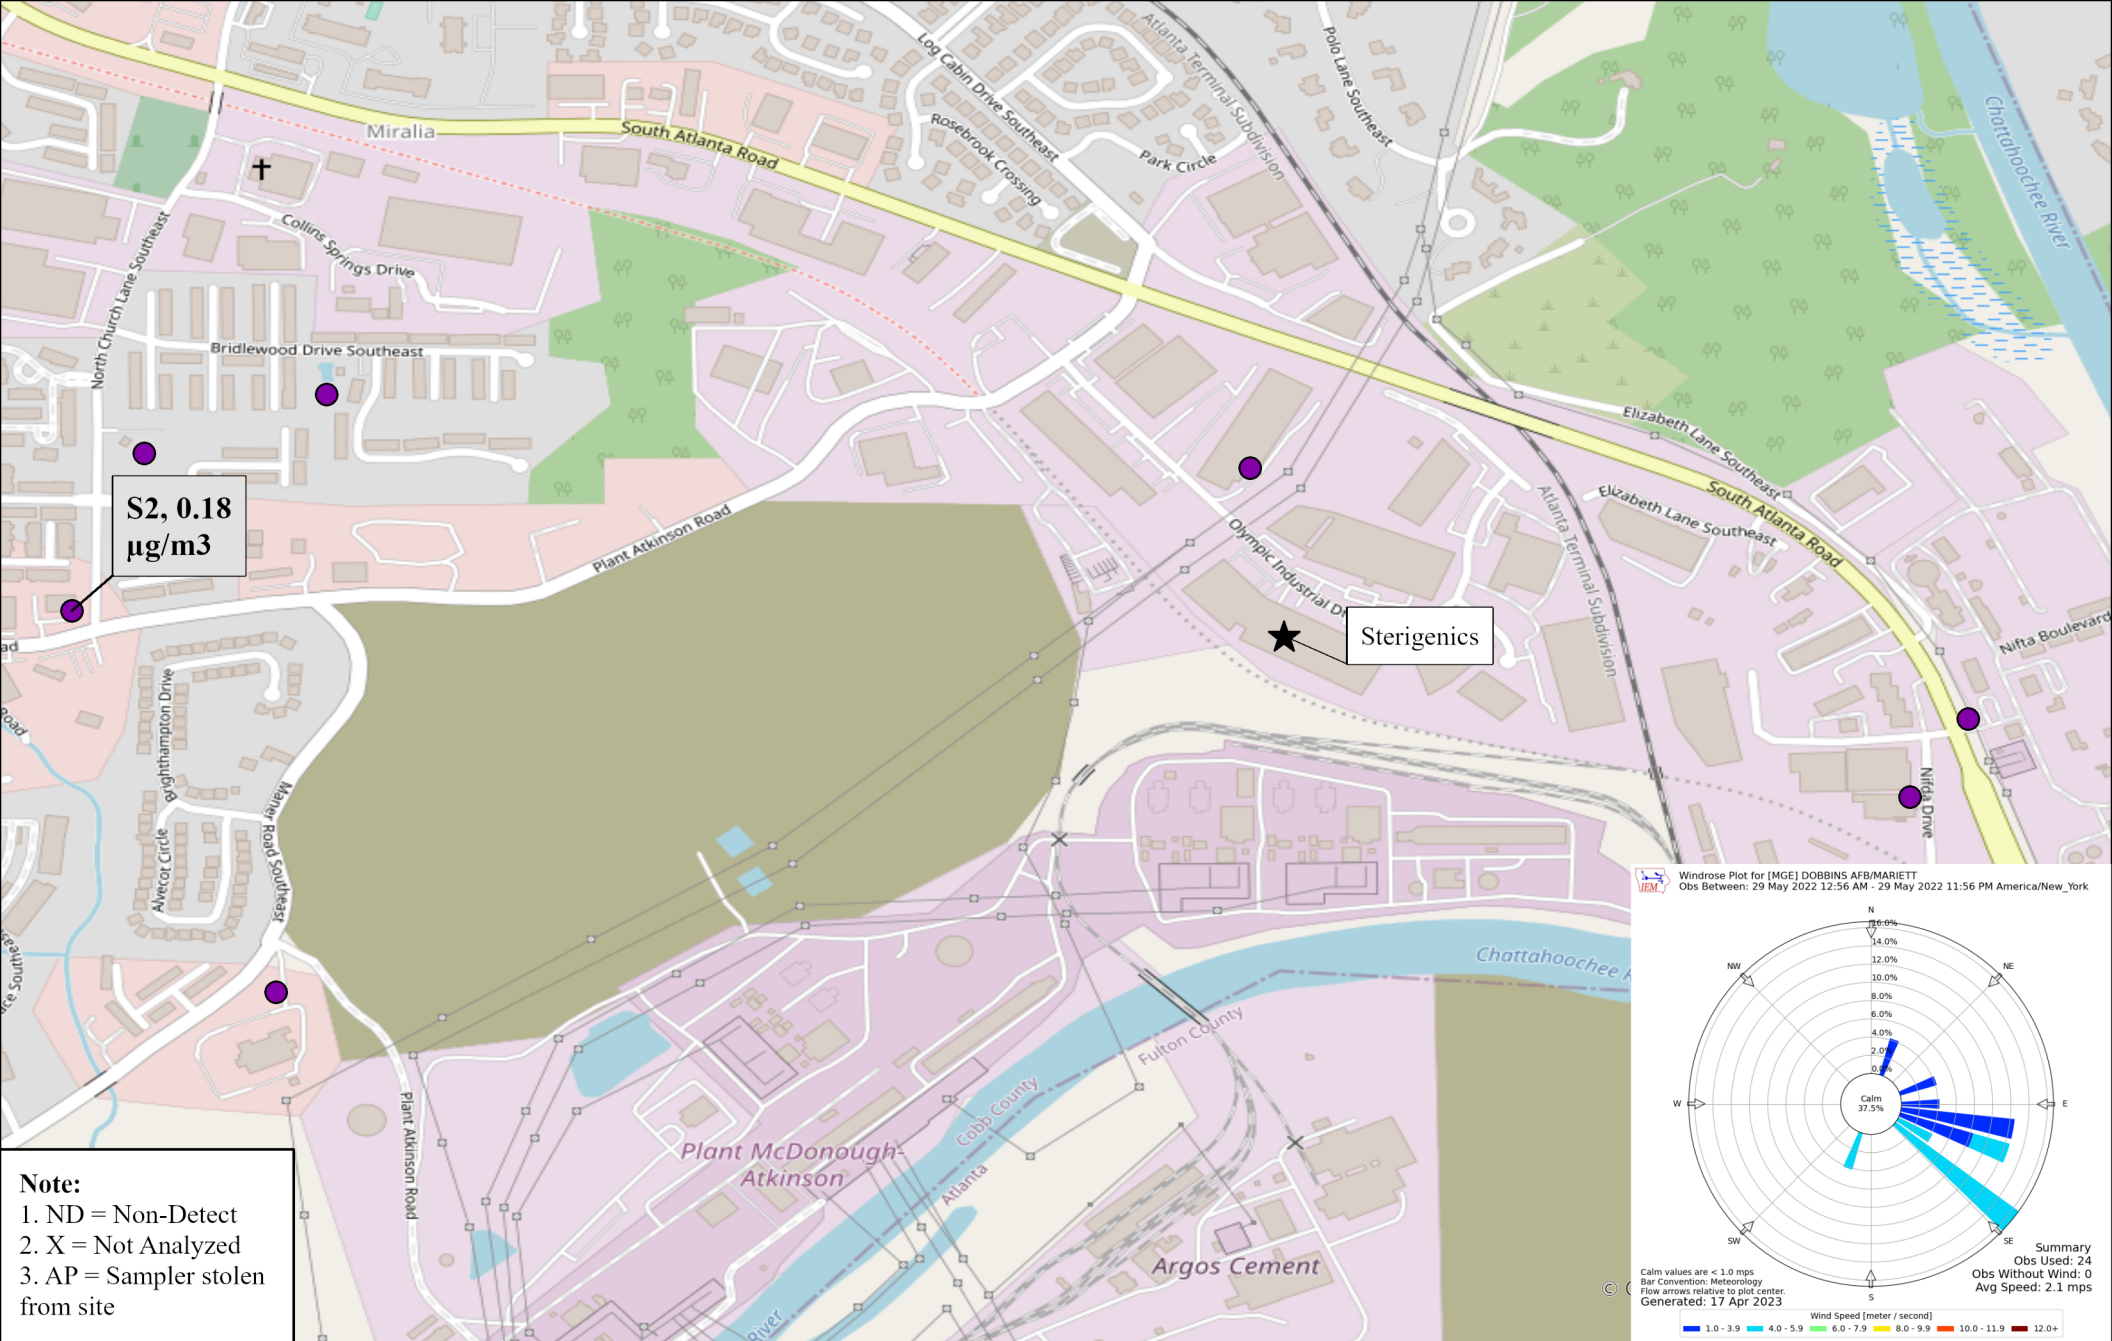 Miralia
South Atlanta Road
Log Cabin Drive Southeast
Rosebrook Crossing
Park Circle
Atlanta Terminal Subdivision
Polo Lane Southeast
Chattahoochee River
Collins Springs Drive
North Church Lane Southeast
Bridlewood Drive Southeast
S2, 0.18
µg/m3
Plant Atkinson Road
Olympic Industrial Dr
Sterigenics
Elizabeth Lane Southeast
Elizabeth Lane Southeast
South Atlanta Road
Atlanta Terminal Subdivision
Nifta Boulevard
Nifda Drive
ad
Road
Brighthampton Drive
Alvecot Circle
Maner Road Southeast
ace Southeast
Plant Atkinson Road
Chattahoochee R
Fulton County
Cobb County
Atlanta
River
Plant McDonough-
Atkinson
Argos Cement
©
Note:
1. ND = Non-Detect
2. X = Not Analyzed
3. AP = Sampler stolen
from site
IEM
Windrose Plot for [MGE] DOBBINS AFB/MARIETT
Obs Between: 29 May 2022 12:56 AM - 29 May 2022 11:56 PM America/New_York
N
16.0%
14.0%
12.0%
10.0%
8.0%
6.0%
4.0%
2.0%
0.0%
NW
NE
W
Calm
37.5%
E
SW
SE
S
Summary
Obs Used: 24
Obs Without Wind: 0
Avg Speed: 2.1 mps
Calm values are < 1.0 mps
Bar Convention: Meteorology
Flow arrows relative to plot center.
Generated: 17 Apr 2023
Wind Speed [meter / second]
1.0 - 3.9 4.0 - 5.9 6.0 - 7.9 8.0 - 9.9 10.0 - 11.9 12.0+